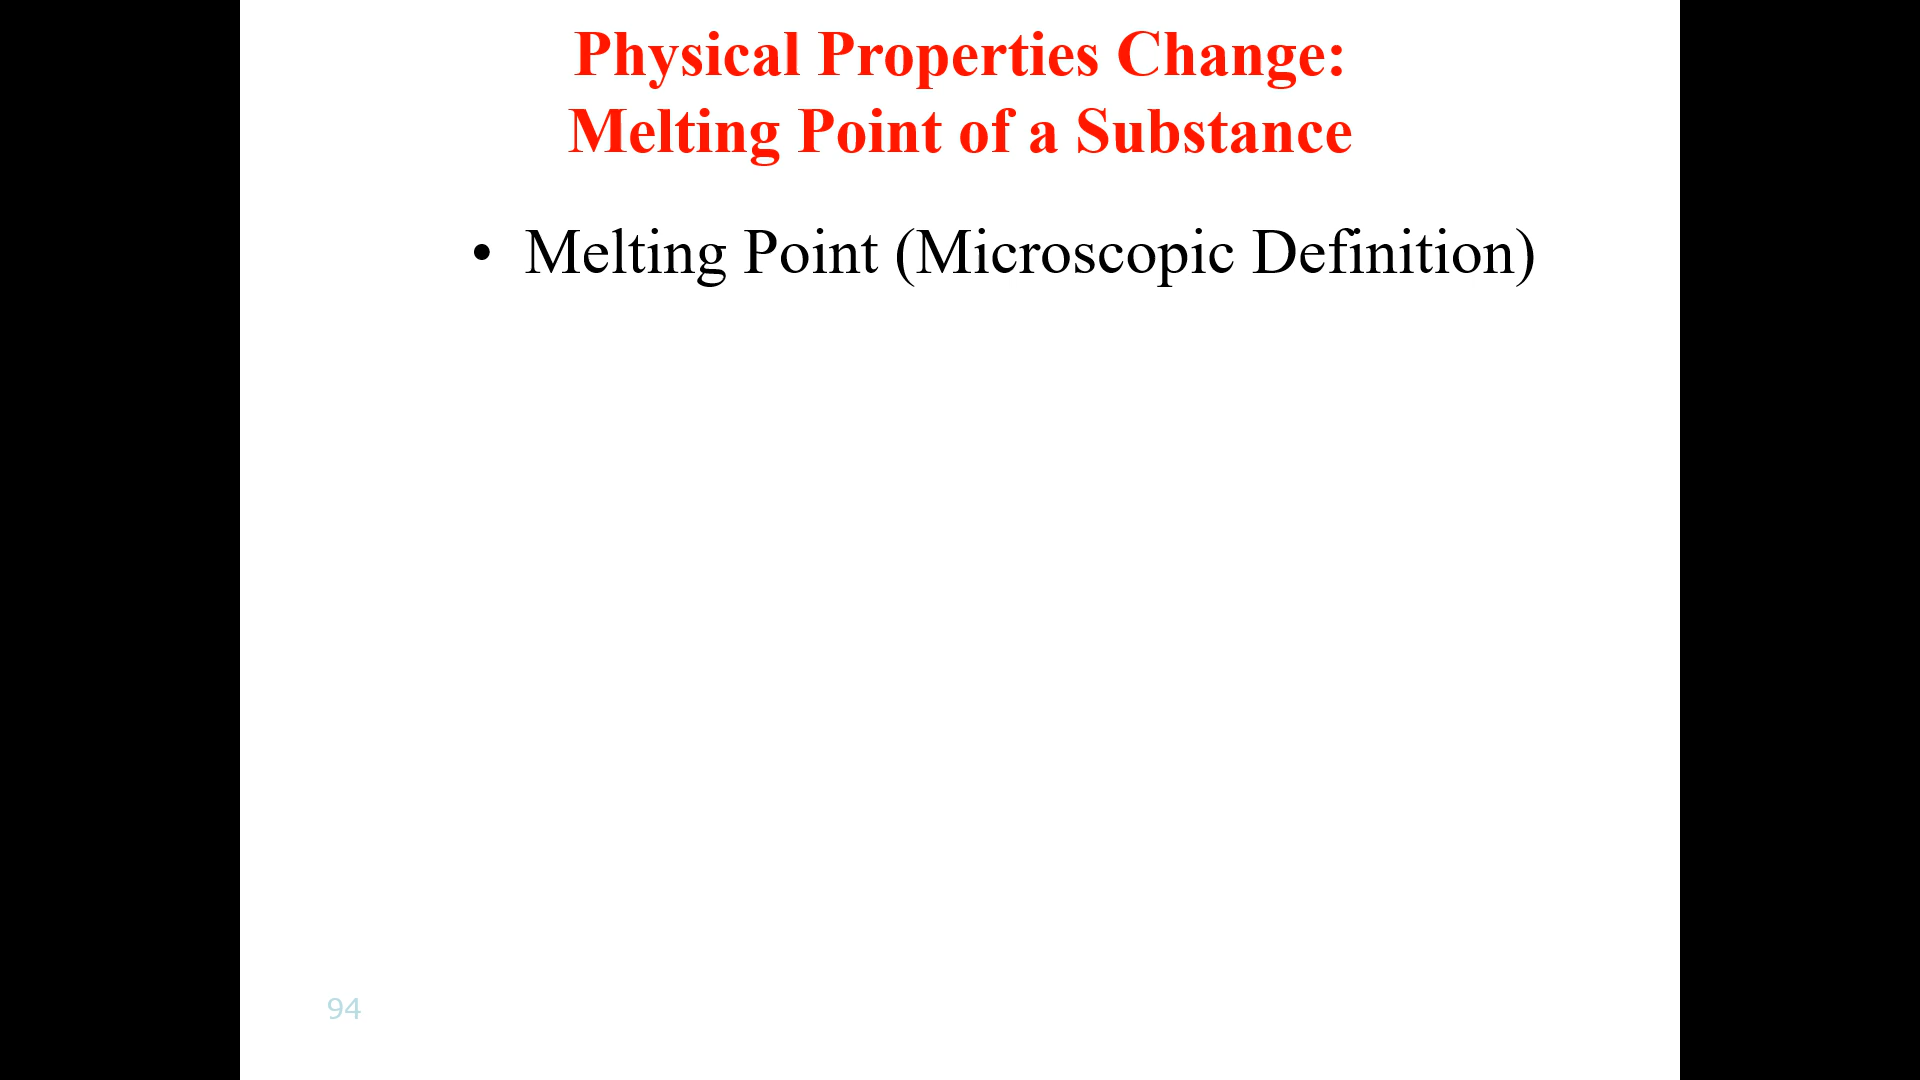 Physical Properties Change:
Melting Point of a Substance
• Melting Point (Microscopic Definition)
94